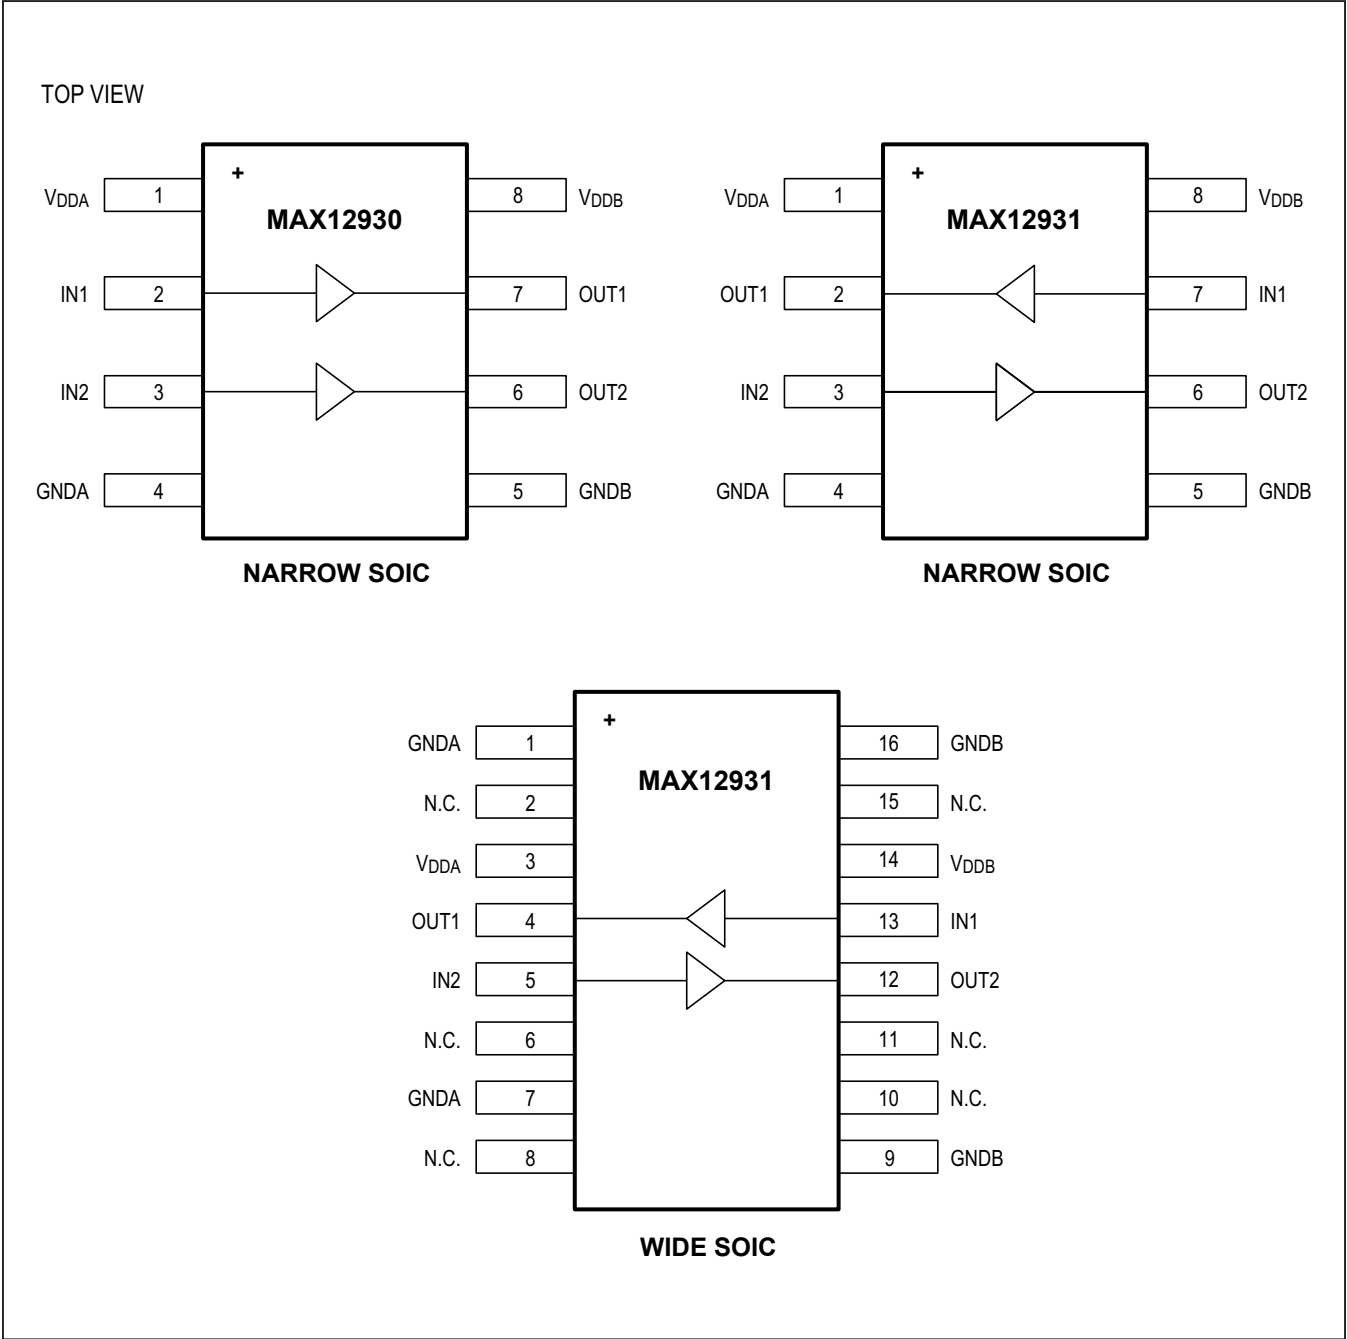 TOP VIEW
+ +
MAX12930 MAX12931
VDDA 1 8 VDDB VDDA 1 8 VDDB
IN1 2 7 OUT1 OUT1 2 7 IN1
IN2 3 6 OUT2 IN2 3 6 OUT2
GNDA 4 5 GNDB GNDA 4 5 GNDB
NARROW SOIC NARROW SOIC
+
GNDA 1 16 GNDB
MAX12931
N.C. 2 15 N.C.
VDDA 3 14 VDDB
OUT1 4 13 IN1
IN2 5 12 OUT2
N.C. 6 11 N.C.
GNDA 7 10 N.C.
N.C. 8 9 GNDB
WIDE SOIC